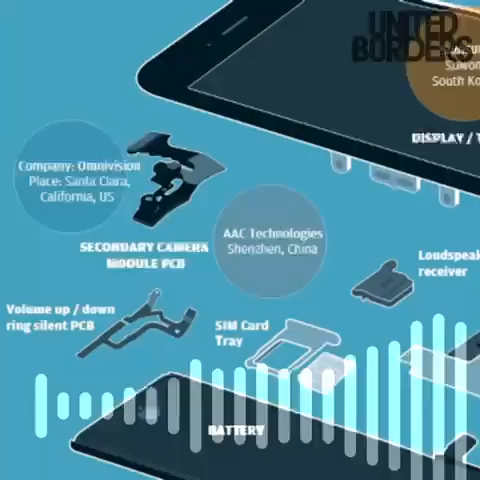 UNITED
BORDERS
Suwon
South Ko
DISPLAY / T
Company: Omnivision
Place: Santa Clara,
California, US
AAC Technologies
Shenzhen, China
SECONDARY CAMERA
MODULE PCB
Loudspeak
receiver
Volume up / down
ring silent PCB
SIM Card
Tray
BATTERY